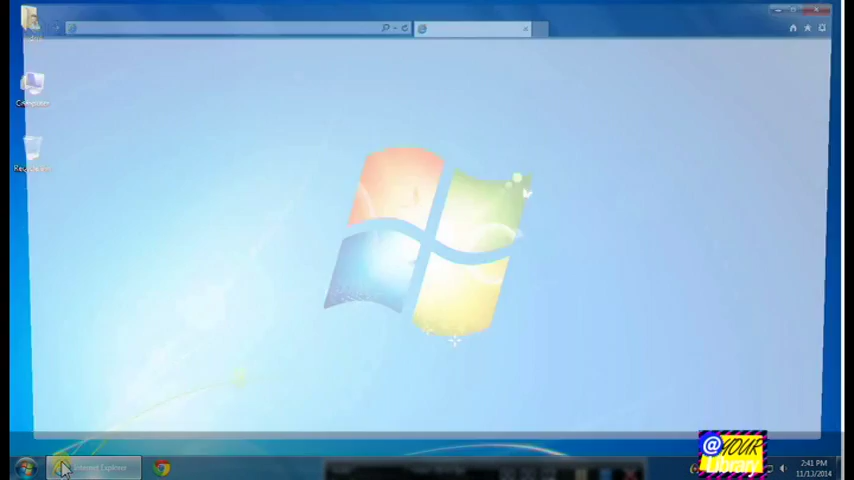 Computer
Recycle Bin
@YOUR
Library
Internet Explorer
2:41 PM
11/13/2014